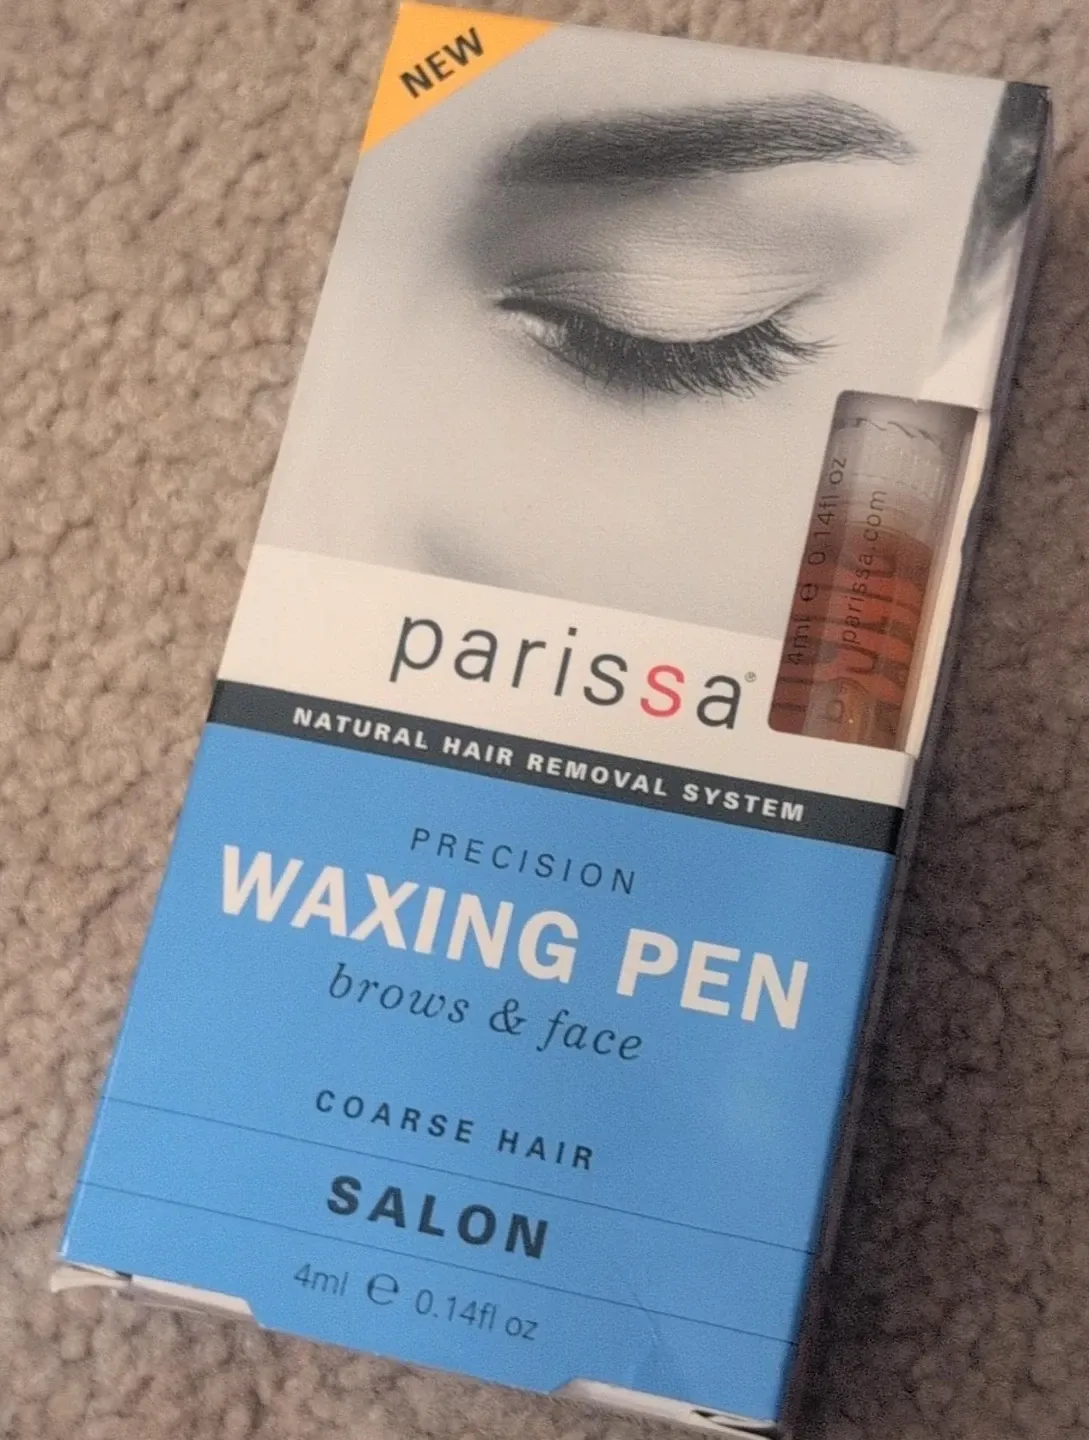 NEW
4ml e 0.14fl oz
parissa.com
parissa®
NATURAL HAIR REMOVAL SYSTEM
PRECISION
WAXING PEN
brows & face
COARSE HAIR
SALON
4ml ℮ 0.14fl oz